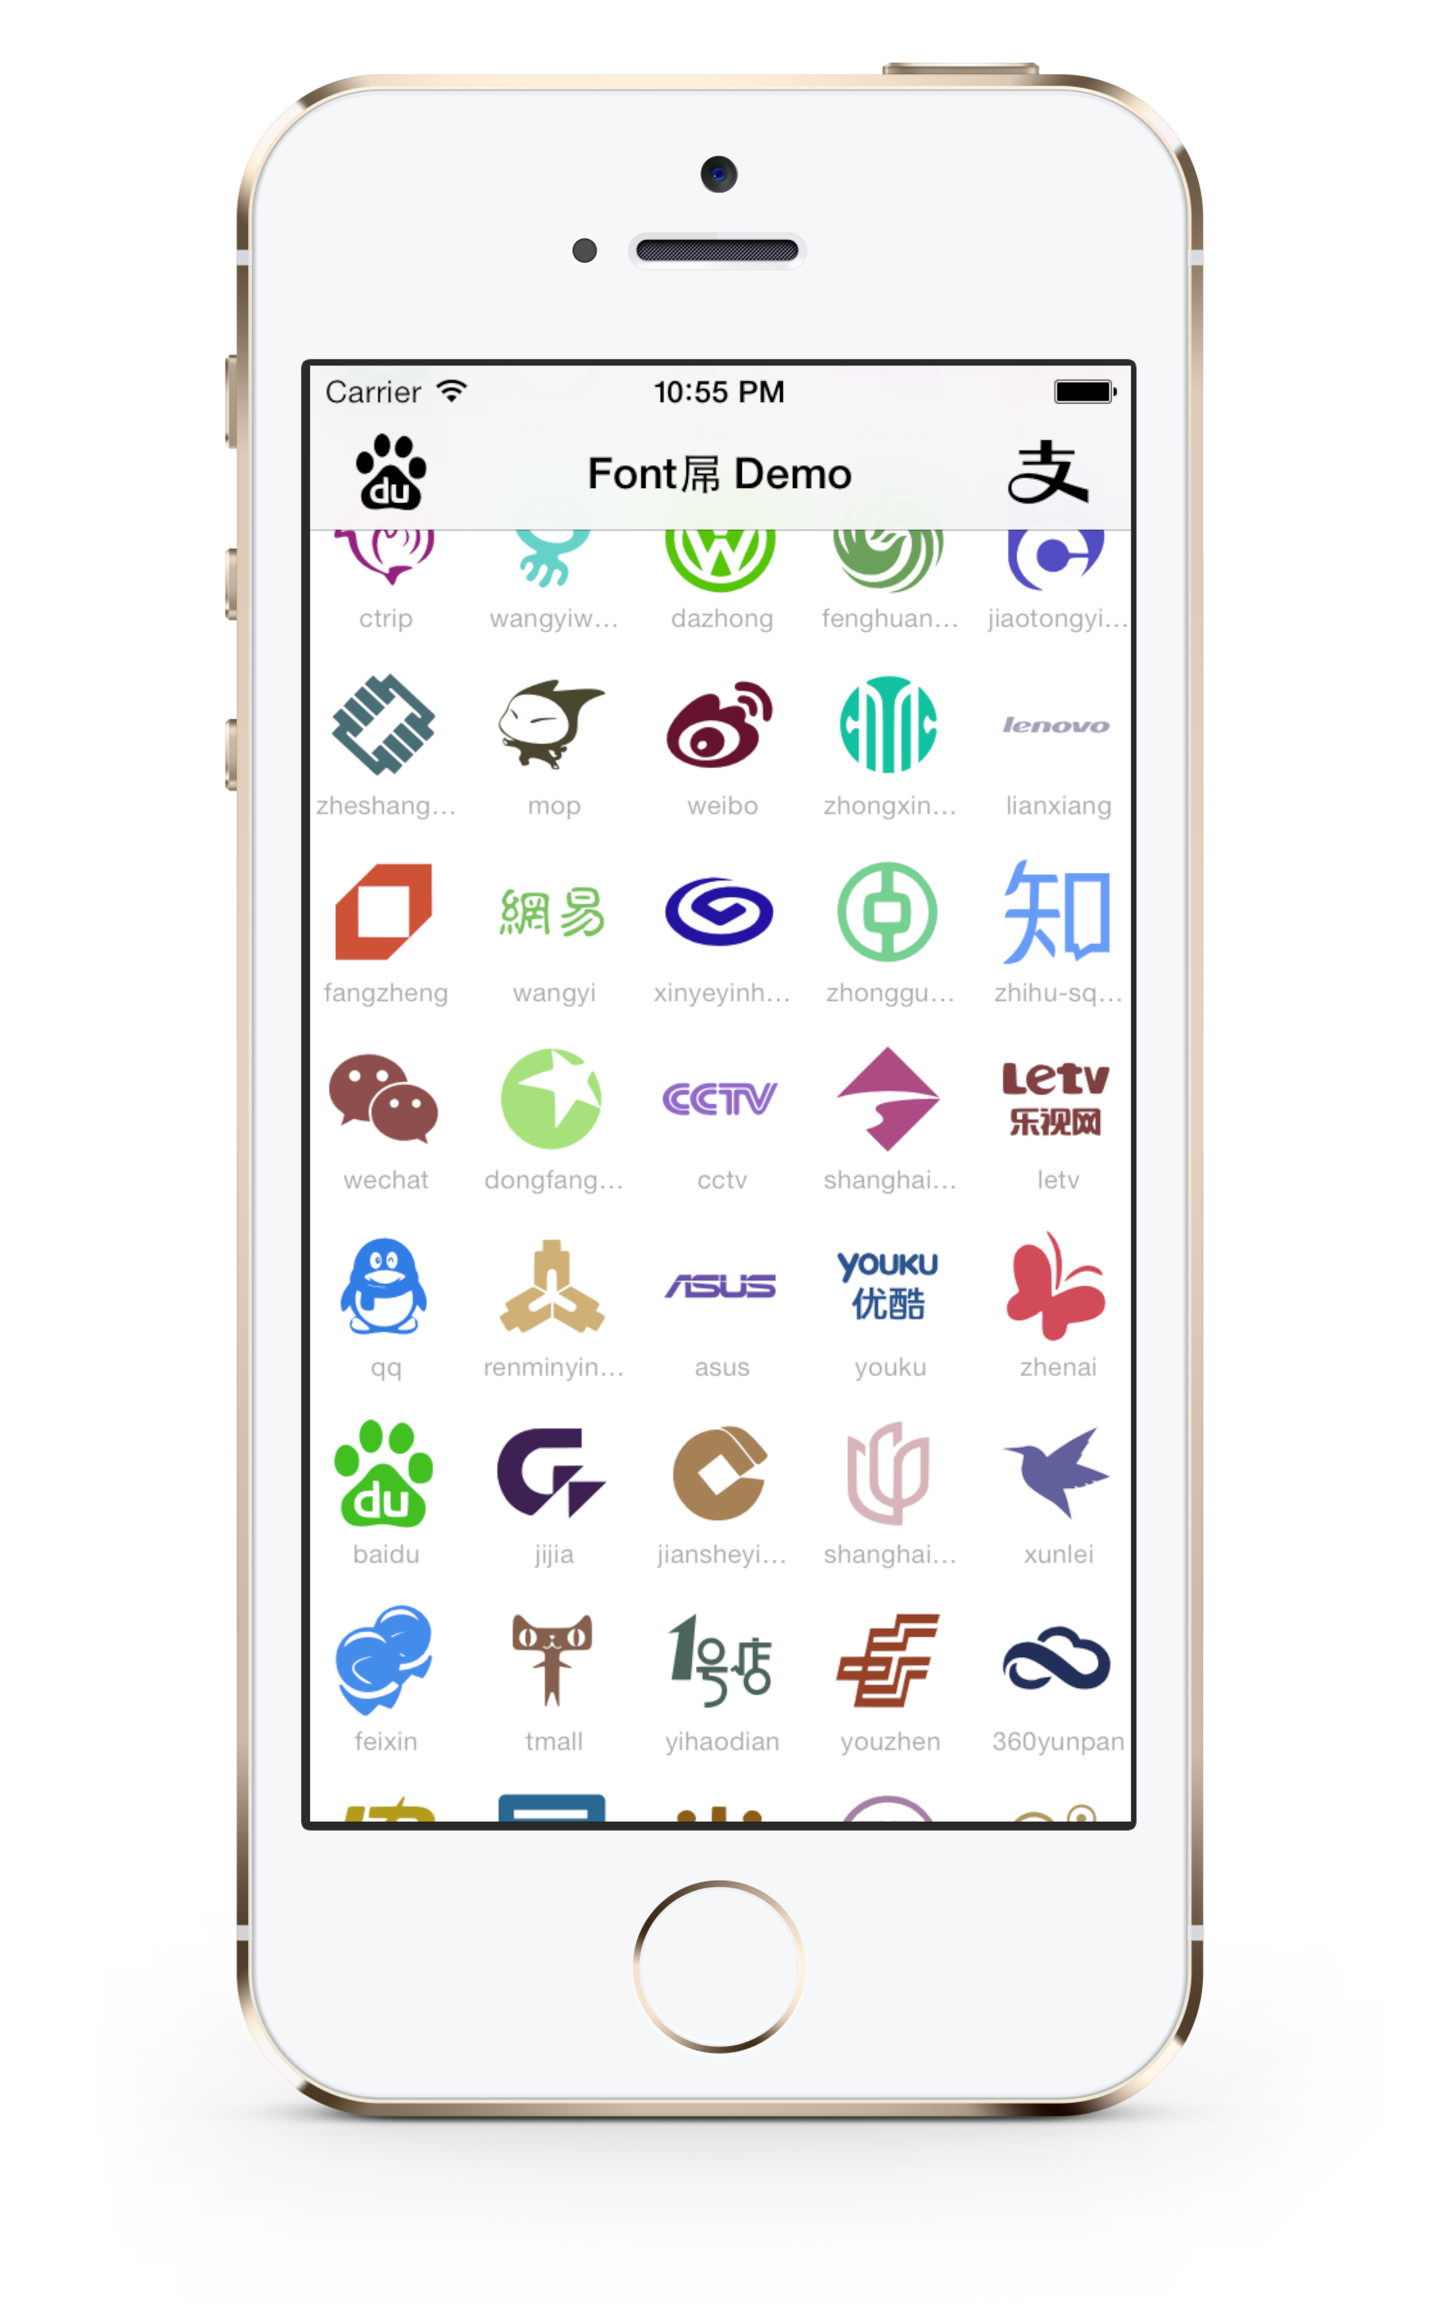 Carrier 10:55 PM
du Font屌 Demo 支
ctrip wangyiw... dazhong fenghuan... jiaotongyi...
lenovo
zheshang... mop weibo zhongxin... lianxiang
網易 知
fangzheng wangyi xinyeyinh... zhonggu... zhihu-sq...
CCTV Letv
乐视网
wechat dongfang... cctv shanghai... letv
ASUS YOUKU
优酷
qq renminyin... asus youku zhenai
du
baidu jijia jiansheyi... shanghai... xunlei
1号店
feixin tmall yihaodian youzhen 360yunpan